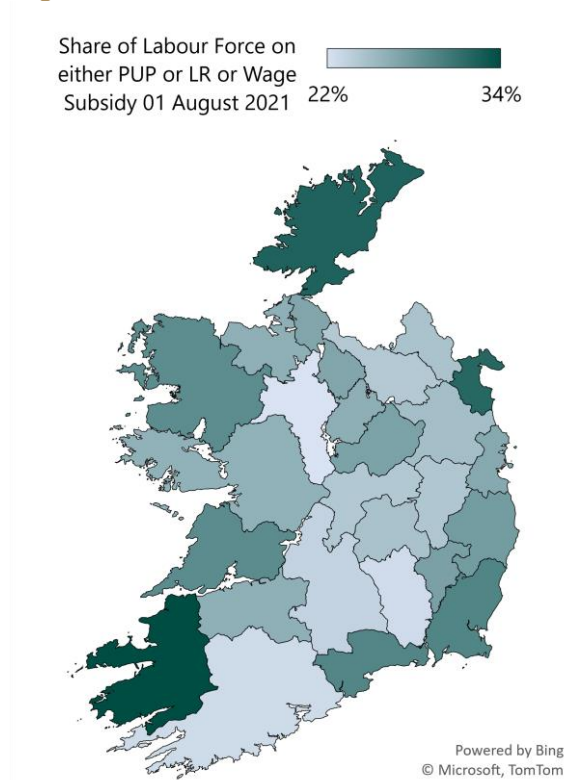 Share of Labour Force on
either PUP or LR or Wage
Subsidy 01 August 2021
22%
34%
Powered by Bing
© Microsoft, TomTom